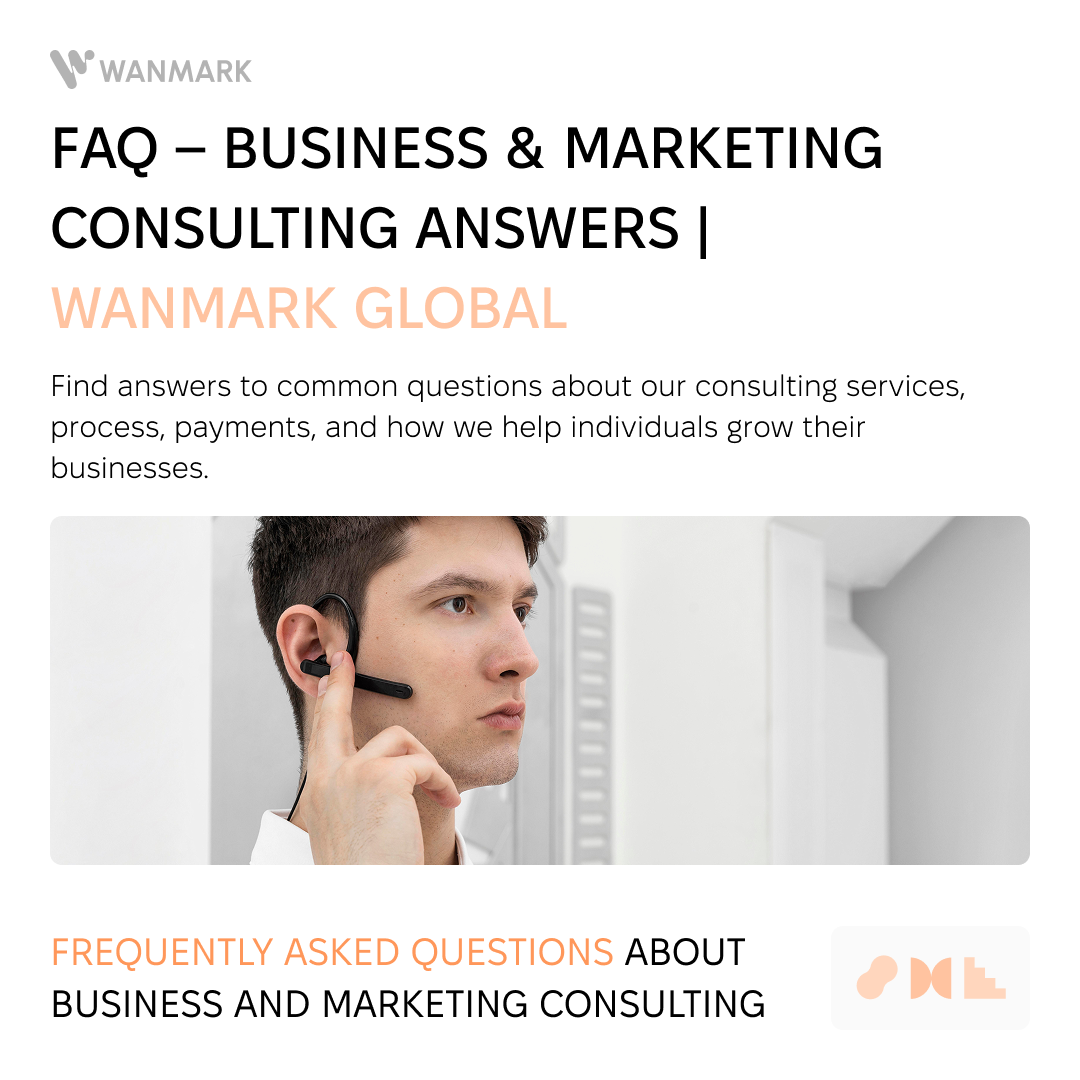 WANMARK
FAQ – BUSINESS & MARKETING
CONSULTING ANSWERS |
WANMARK GLOBAL
Find answers to common questions about our consulting services,
process, payments, and how we help individuals grow their
businesses.
FREQUENTLY ASKED QUESTIONS ABOUT
BUSINESS AND MARKETING CONSULTING